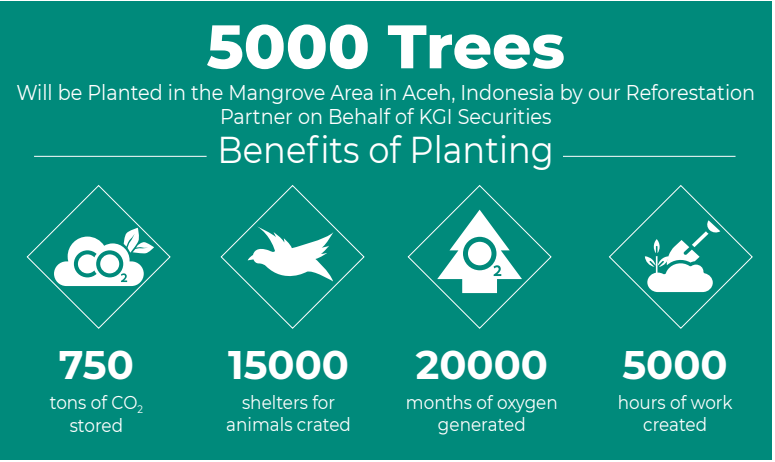 5000 Trees
Will be Planted in the Mangrove Area in Aceh, Indonesia by our Reforestation
Partner on Behalf of KGI Securities
Benefits of Planting
CO2
O2
750
tons of CO₂
stored
15000
shelters for
animals crated
20000
months of oxygen
generated
5000
hours of work
created